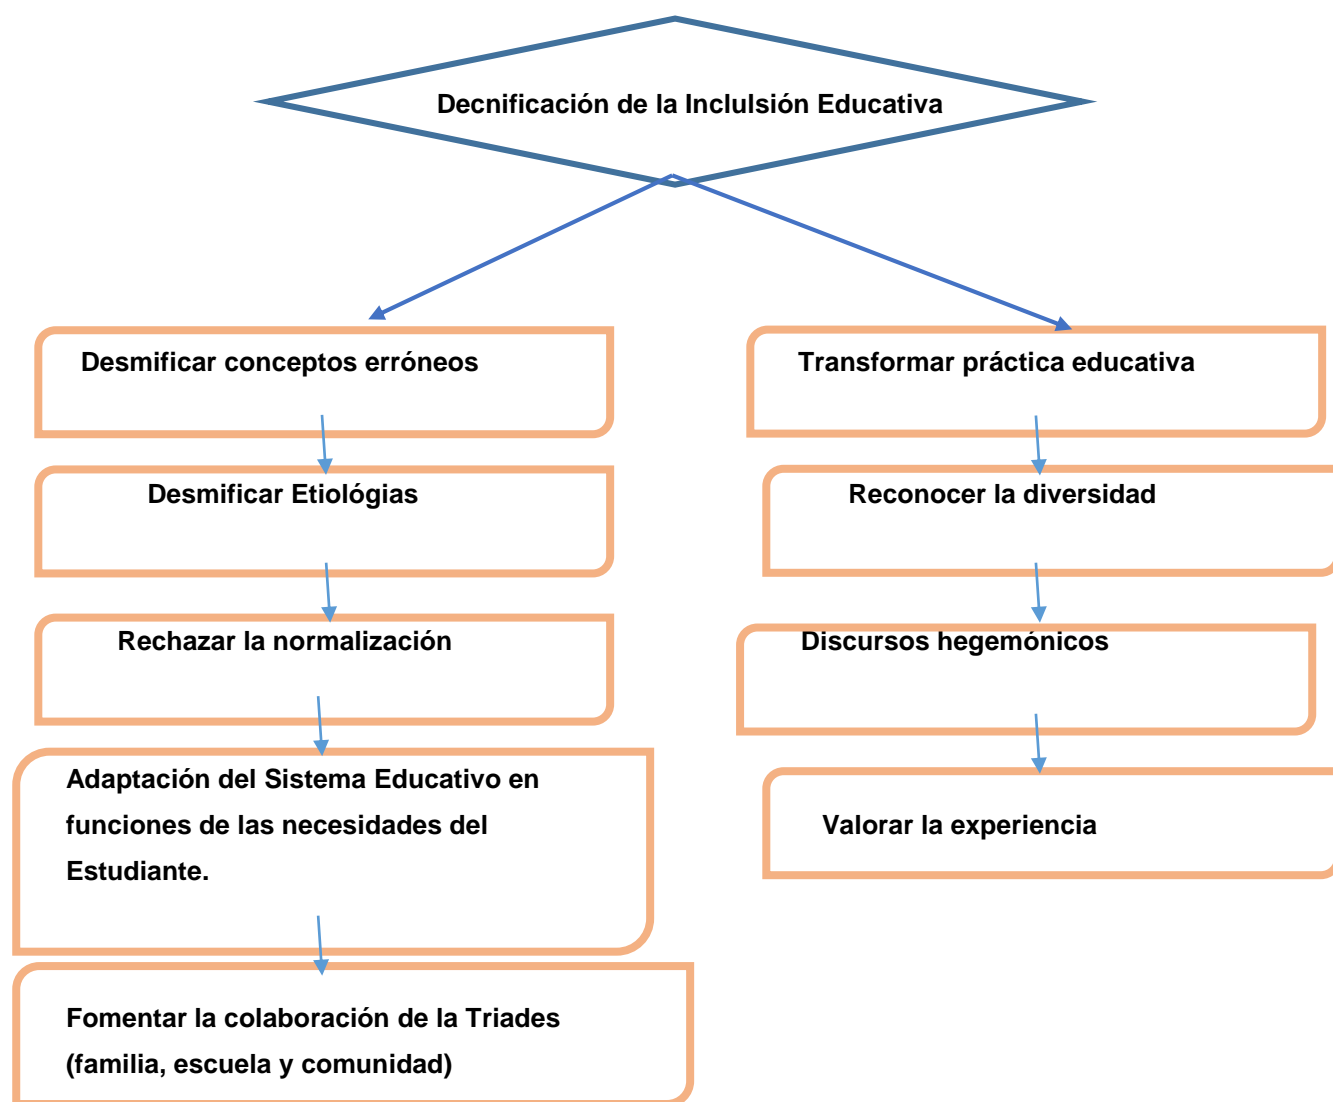 Decnificación de la Inclulsión Educativa
Desmificar conceptos erróneos
Desmificar Etiológias
Rechazar la normalización
Adaptación del Sistema Educativo en
funciones de las necesidades del
Estudiante.
Fomentar la colaboración de la Triades
(familia, escuela y comunidad)
Transformar práctica educativa
Reconocer la diversidad
Discursos hegemónicos
Valorar la experiencia